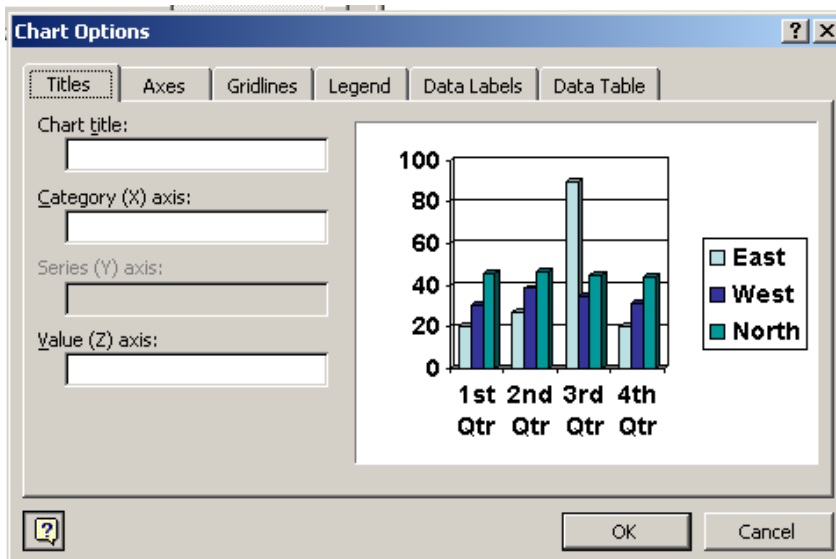 Chart Options
Titles Axes Gridlines Legend Data Labels Data Table
Chart title:
Category (X) axis:
Series (Y) axis:
Value (Z) axis:
100
80
60
40
20
0
1st Qtr
2nd Qtr
3rd Qtr
4th Qtr
East
West
North
OK Cancel